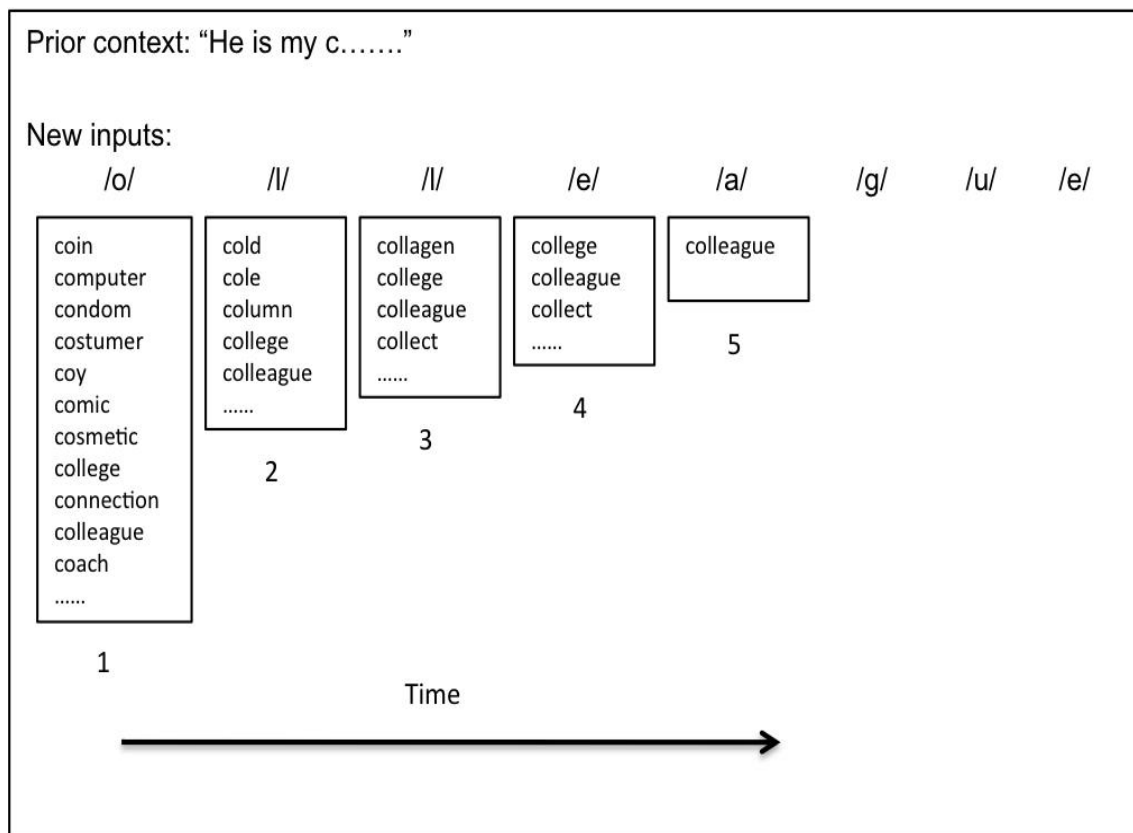 Prior context: “He is my c…….”
New inputs:
/o/ /l/ /l/ /e/ /a/ /g/ /u/ /e/
coin
computer
condom
costumer
coy
comic
cosmetic
college
connection
colleague
coach
......
1
cold
cole
column
college
colleague
......
2
collagen
college
colleague
collect
......
3
college
colleague
collect
......
4
colleague
5
Time